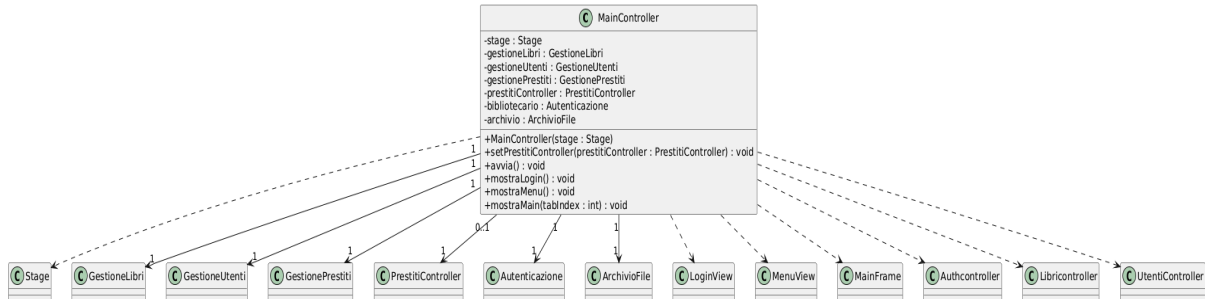 C MainController
-stage : Stage
-gestioneLibri : GestioneLibri
-gestioneUtenti : GestioneUtenti
-gestionePrestiti : GestionePrestiti
-prestitiController : PrestitiController
-bibliotecario : Autenticazione
-archivio : ArchivioFile
+MainController(stage : Stage)
+setPrestitiController(prestitiController : PrestitiController) : void
+avvia() : void
+mostraLogin() : void
+mostraMenu() : void
+mostraMain(tabIndex : int) : void
1
1
1
0..1 1 1
1 1 1 1 1 1
C Stage C GestioneLibri C GestioneUtenti C GestionePrestiti C PrestitiController C Autenticazione C ArchivioFile C LoginView C MenuView C MainFrame C Authcontroller C Libricontroller C UtentiController